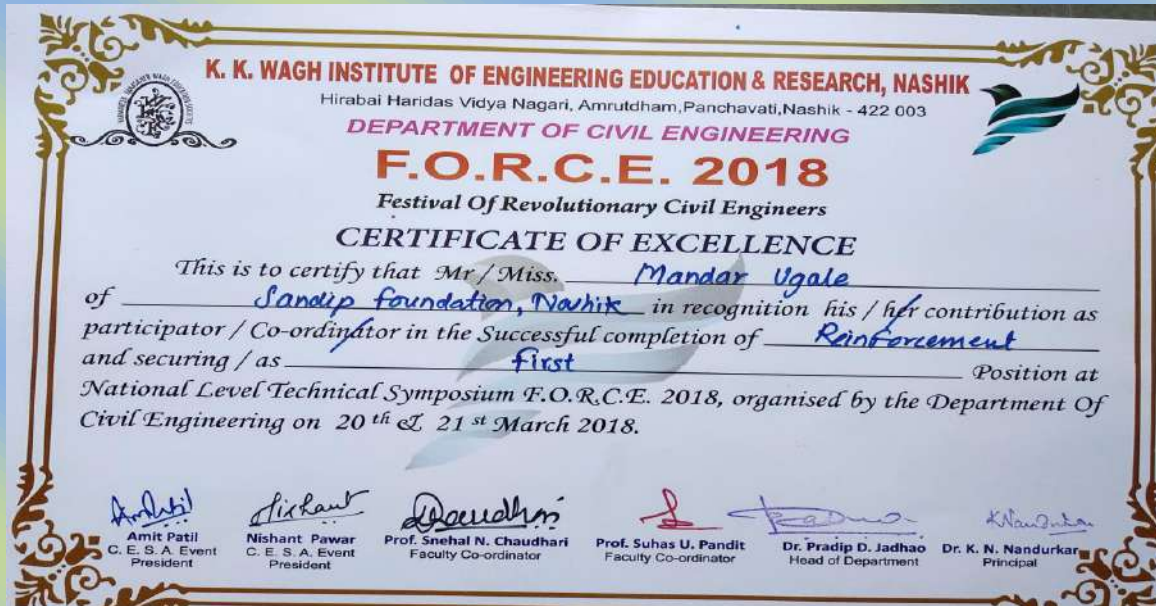 K. K. WAGH INSTITUTE OF ENGINEERING EDUCATION & RESEARCH, NASHIK
Hirabai Haridas Vidya Nagari, Amrutdham,Panchavati,Nashik - 422 003
DEPARTMENT OF CIVIL ENGINEERING
F.O.R.C.E. 2018
Festival Of Revolutionary Civil Engineers
CERTIFICATE OF EXCELLENCE
This is to certify that Mr / Miss. Mandar Ugale
of Sandip foundation, Nashik in recognition his / her contribution as
participator / Co-ordinator in the Successful completion of Reinforcement
and securing / as first Position at
National Level Technical Symposium F.O.R.C.E. 2018, organised by the Department Of
Civil Engineering on 20 th & 21 st March 2018.
Amit Patil
C. E. S. A. Event
President
Nishant Pawar
C. E. S. A. Event
President
Prof. Snehal N. Chaudhari
Faculty Co-ordinator
Prof. Suhas U. Pandit
Faculty Co-ordinator
Dr. Pradip D. Jadhao
Head of Department
Dr. K. N. Nandurkar
Principal